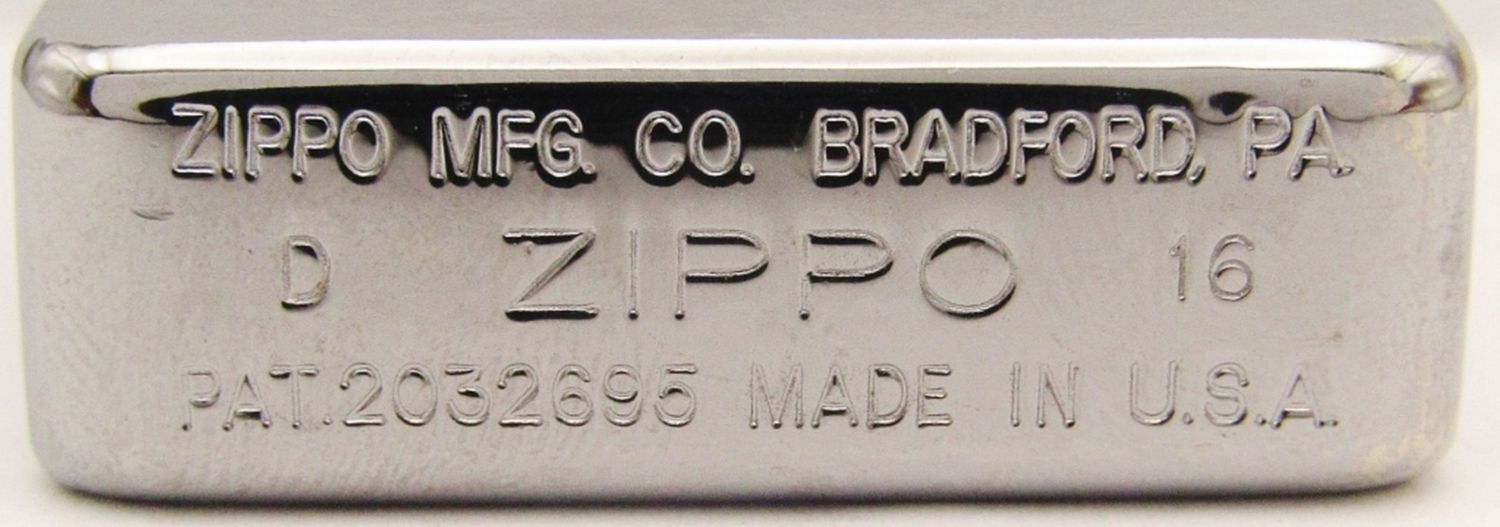 ZIPPO MFG. CO. BRADFORD, PA.
D ZIPPO 16
PAT.2032695 MADE IN U.S.A.